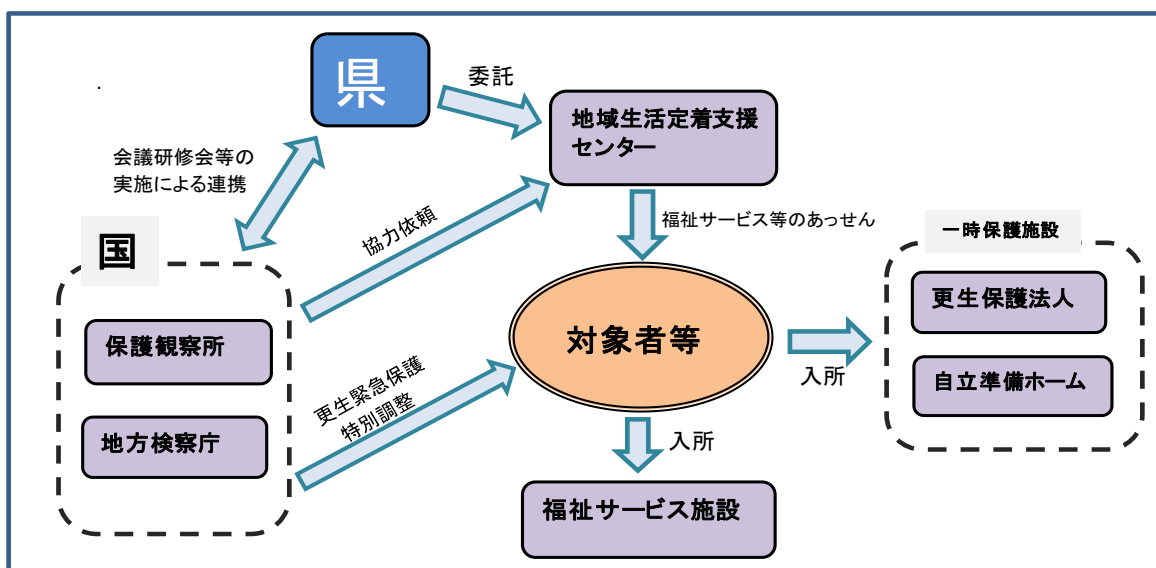 県
委託
地域生活定着支援
センター
会議研修会等の
実施による連携
協力依頼
福祉サービス等のあっせん
国
一時保護施設
保護観察所
地方検察庁
更生緊急保護
特別調整
対象者等
入所
更生保護法人
自立準備ホーム
入所
福祉サービス施設